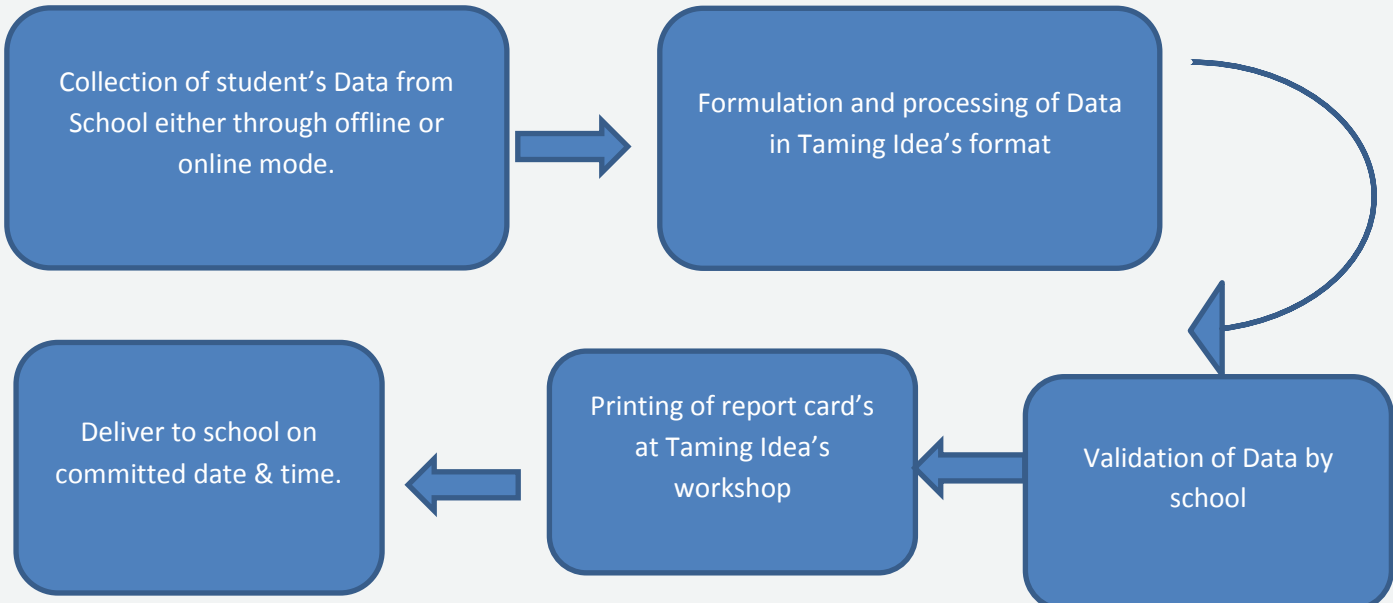 Collection of student’s Data from
School either through offline or
online mode.
Formulation and processing of Data
in Taming Idea’s format
Validation of Data by
school
Printing of report card’s
at Taming Idea’s
workshop
Deliver to school on
committed date & time.